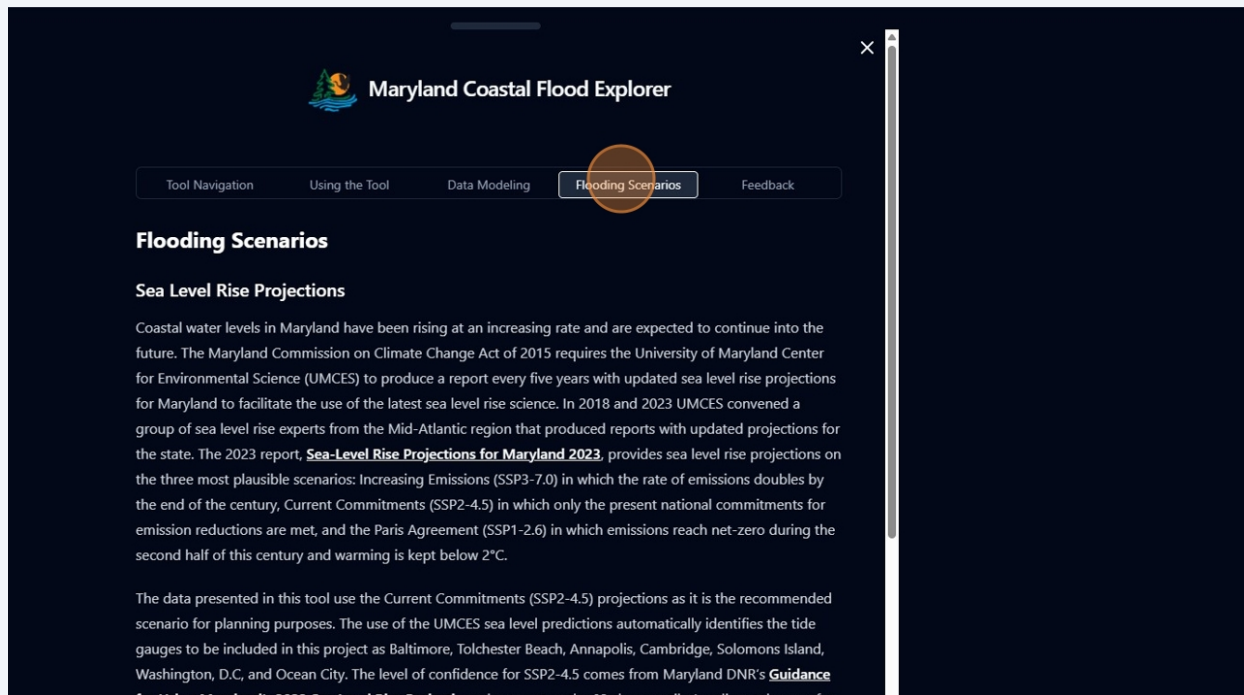 Maryland Coastal Flood Explorer
Tool Navigation Using the Tool Data Modeling Flooding Scenarios Feedback
Flooding Scenarios
Sea Level Rise Projections
Coastal water levels in Maryland have been rising at an increasing rate and are expected to continue into the
future. The Maryland Commission on Climate Change Act of 2015 requires the University of Maryland Center
for Environmental Science (UMCES) to produce a report every five years with updated sea level rise projections
for Maryland to facilitate the use of the latest sea level rise science. In 2018 and 2023 UMCES convened a
group of sea level rise experts from the Mid-Atlantic region that produced reports with updated projections for
the state. The 2023 report, Sea-Level Rise Projections for Maryland 2023, provides sea level rise projections on
the three most plausible scenarios: Increasing Emissions (SSP3-7.0) in which the rate of emissions doubles by
the end of the century, Current Commitments (SSP2-4.5) in which only the present national commitments for
emission reductions are met, and the Paris Agreement (SSP1-2.6) in which emissions reach net-zero during the
second half of this century and warming is kept below 2°C.
The data presented in this tool use the Current Commitments (SSP2-4.5) projections as it is the recommended
scenario for planning purposes. The use of the UMCES sea level predictions automatically identifies the tide
gauges to be included in this project as Baltimore, Tolchester Beach, Annapolis, Cambridge, Solomons Island,
Washington, D.C, and Ocean City. The level of confidence for SSP2-4.5 comes from Maryland DNR's Guidance